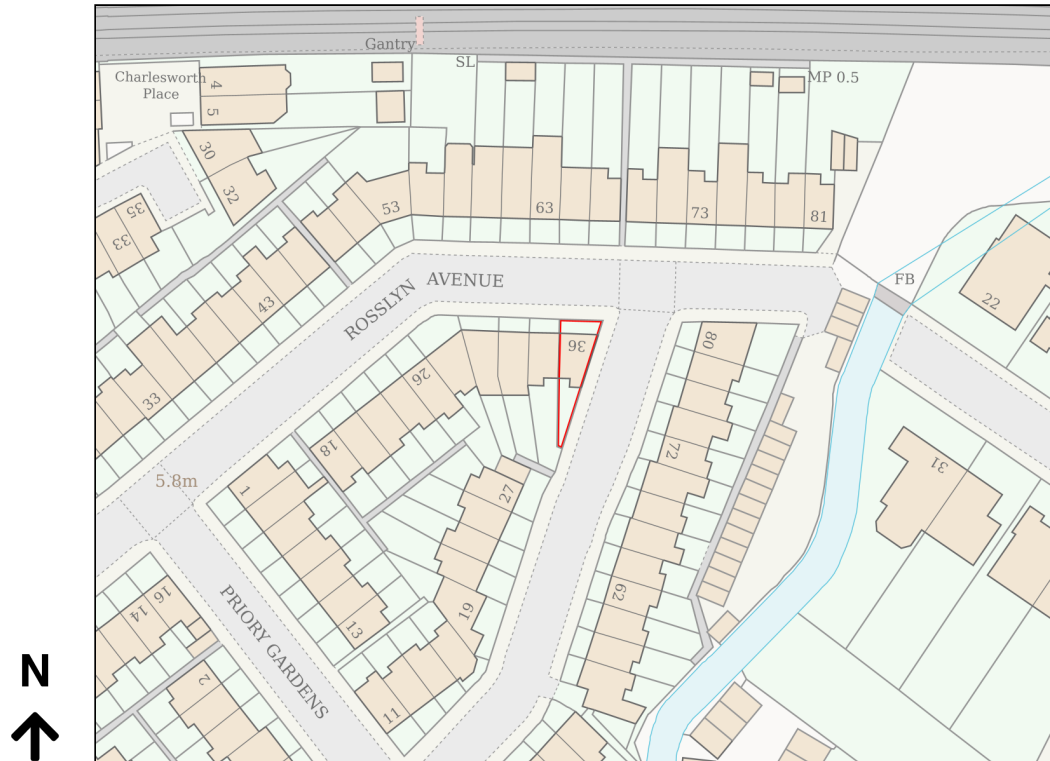 Gantry
SL
MP 0.5
Charlesworth
Place
4
5
30
32
35
33
53
63
73
81
FB
22
ROSSLYN AVENUE
43
33
36
80
26
18
72
31
5.8m
1
27
62
19
13
16
14
PRIORY GARDENS
2
11
N